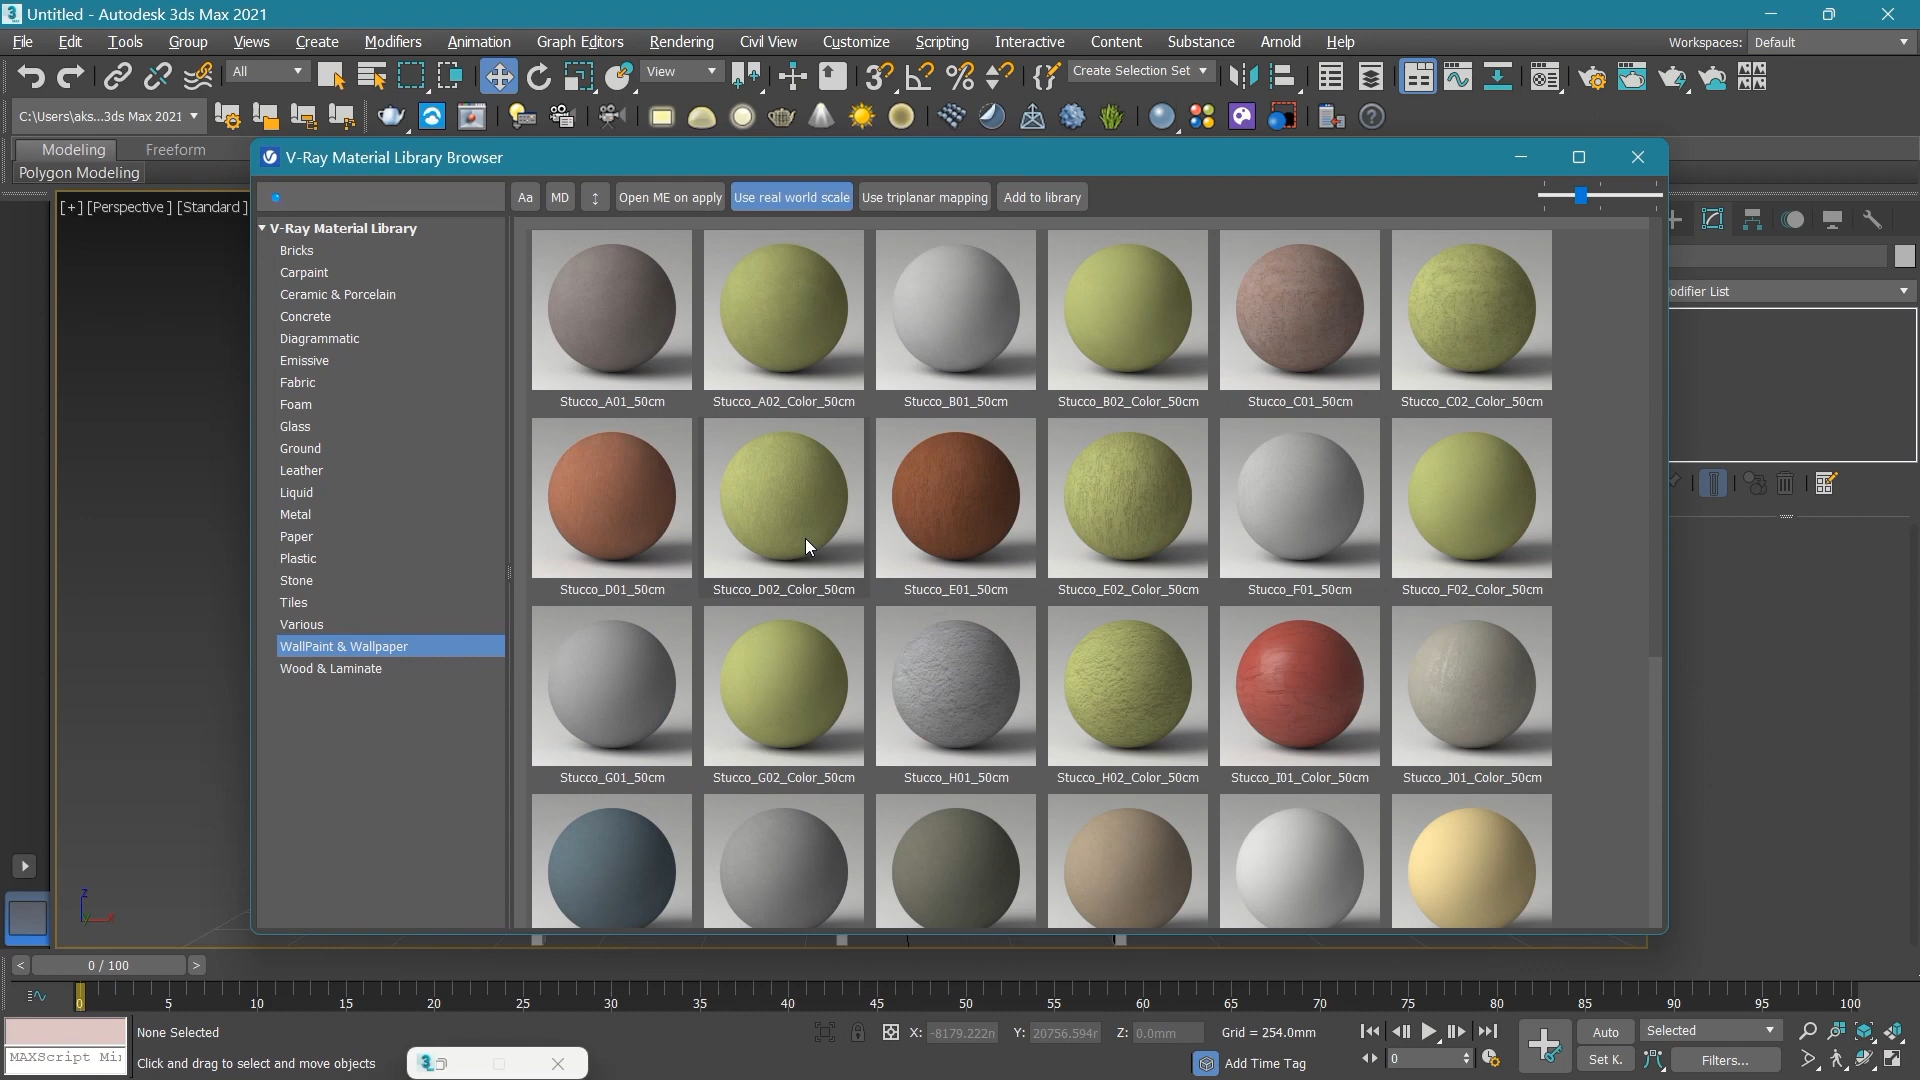 Untitled - Autodesk 3ds Max 2021
File Edit Tools Group Views Create Modifiers Animation Graph Editors Rendering Civil View Customize Scripting Interactive Content Substance Arnold Help Workspaces: Default
All View Create Selection Set
C:\Users\aks...3ds Max 2021
Modeling Freeform
Polygon Modeling
[+] [Perspective] [Standard]
V-Ray Material Library Browser
Aa MD Open ME on apply Use real world scale Use triplanar mapping Add to library
V-Ray Material Library
Bricks
Carpaint
Ceramic & Porcelain
Concrete
Diagrammatic
Emissive
Fabric
Foam
Glass
Ground
Leather
Liquid
Metal
Paper
Plastic
Stone
Tiles
Various
WallPaint & Wallpaper
Wood & Laminate
Stucco_A01_50cm Stucco_A02_Color_50cm Stucco_B01_50cm Stucco_B02_Color_50cm Stucco_C01_50cm Stucco_C02_Color_50cm
Stucco_D01_50cm Stucco_D02_Color_50cm Stucco_E01_50cm Stucco_E02_Color_50cm Stucco_F01_50cm Stucco_F02_Color_50cm
Stucco_G01_50cm Stucco_G02_Color_50cm Stucco_H01_50cm Stucco_H02_Color_50cm Stucco_I01_Color_50cm Stucco_J01_Color_50cm
odifier List
z
< 0 / 100 >
0 5 10 15 20 25 30 35 40 45 50 55 60 65 70 75 80 85 90 95 100
None Selected
X: -8179.222n Y: 20756.594r Z: 0.0mm Grid = 254.0mm
Auto Selected
MAXScript Mi
Click and drag to select and move objects
Add Time Tag
0
Set K. Filters...